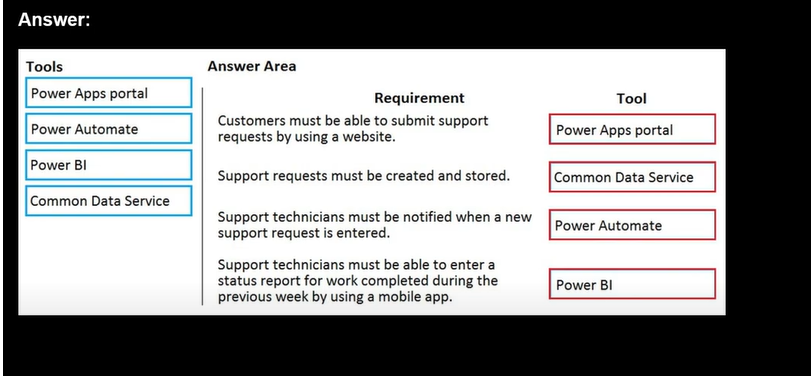 Answer:
Tools
Answer Area
Power Apps portal
Power Automate
Power BI
Common Data Service
Requirement
Tool
Customers must be able to submit support
requests by using a website.
Power Apps portal
Support requests must be created and stored.
Common Data Service
Support technicians must be notified when a new
support request is entered.
Power Automate
Support technicians must be able to enter a
status report for work completed during the
previous week by using a mobile app.
Power BI